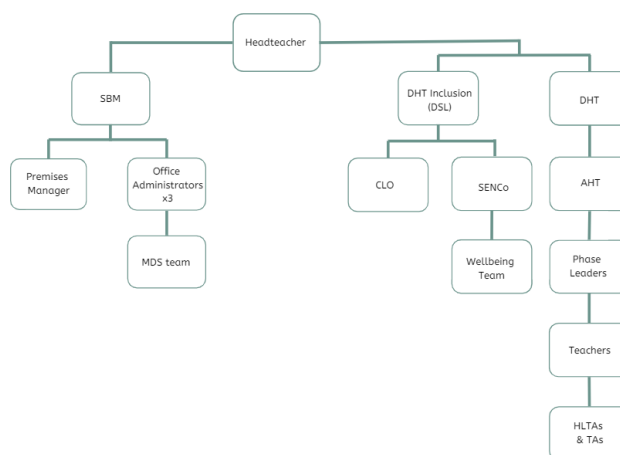 Headteacher
SBM
DHT Inclusion
(DSL)
DHT
Premises
Manager
Office
Administrators
x3
CLO
SENCo
AHT
MDS team
Wellbeing
Team
Phase
Leaders
Teachers
HLTAs
& TAs